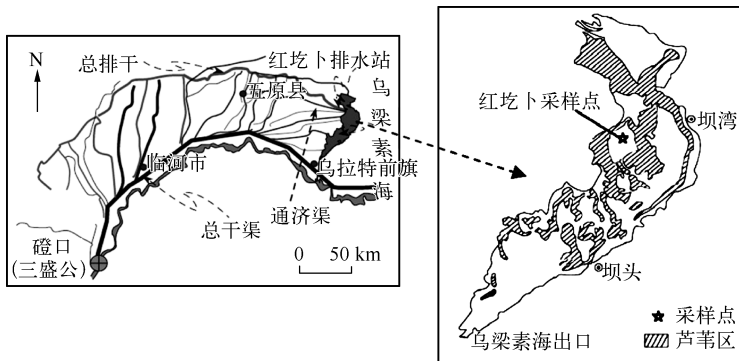 N
总排干
红圪卜排水站
五原县
乌梁素海
临河市
乌拉特前旗
通济渠
总干渠
磴口
(三盛公)
0 50 km
红圪卜采样点
坝湾
坝头
乌梁素海出口
采样点
芦苇区